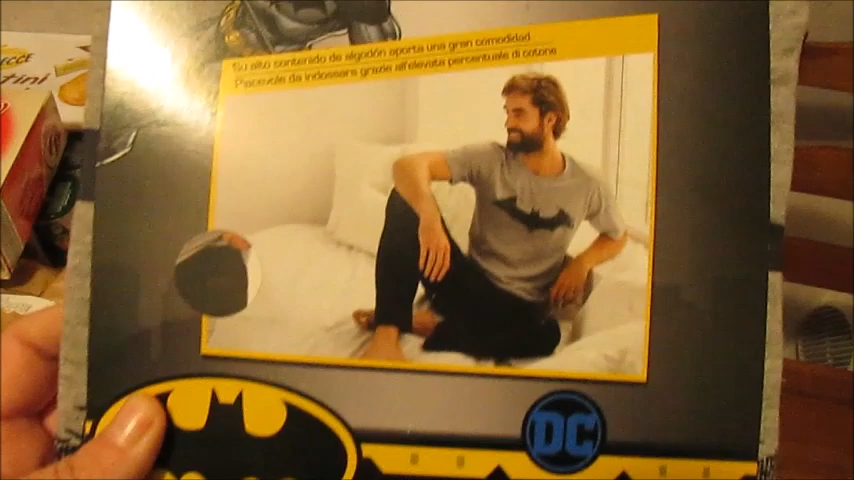 Su alto contenido de algodón aporta una gran comodidad
Piacevole da indossare grazie all'elevata percentuale di cotone
DC